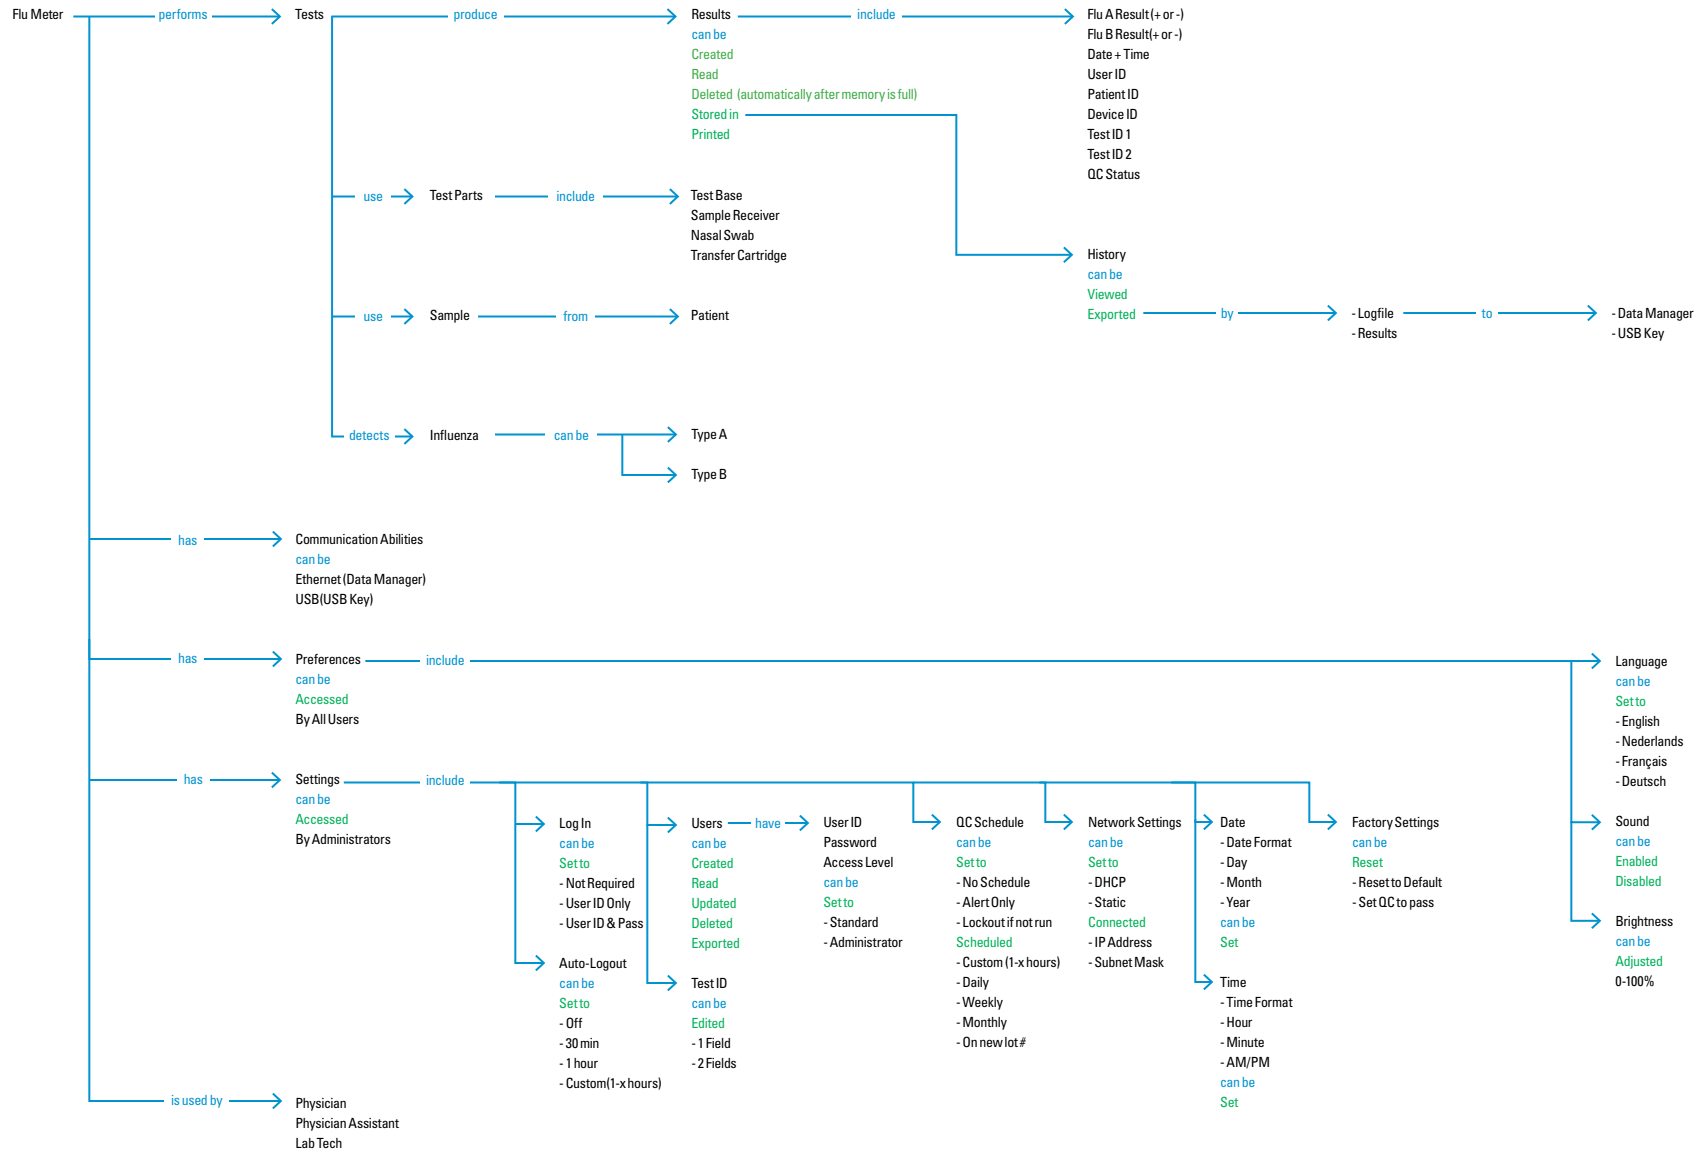 Flu Meter
performs
Tests
produce
Results
can be
Created
Read
Deleted (automatically after memory is full)
Stored in
Printed
include
Flu A Result (+ or -)
Flu B Result(+ or -)
Date + Time
User ID
Patient ID
Device ID
Test ID 1
Test ID 2
QC Status
use
Test Parts
include
Test Base
Sample Receiver
Nasal Swab
Transfer Cartridge
History
can be
Viewed
Exported
by
- Logfile
- Results
to
- Data Manager
- USB Key
use
Sample
from
Patient
detects
Influenza
can be
Type A
Type B
has
Communication Abilities
can be
Ethernet (Data Manager)
USB(USB Key)
has
Preferences
can be
Accessed
By All Users
include
Language
can be
Set to
- English
- Nederlands
- Français
- Deutsch
Sound
can be
Enabled
Disabled
Brightness
can be
Adjusted
0-100%
has
Settings
can be
Accessed
By Administrators
include
Log In
can be
Set to
- Not Required
- User ID Only
- User ID & Pass
Auto-Logout
can be
Set to
- Off
- 30 min
- 1 hour
- Custom(1-x hours)
Users
can be
Created
Read
Updated
Deleted
Exported
have
User ID
Password
Access Level
can be
Set to
- Standard
- Administrator
Test ID
can be
Edited
- 1 Field
- 2 Fields
QC Schedule
can be
Set to
- No Schedule
- Alert Only
- Lockout if not run
Scheduled
- Custom (1-x hours)
- Daily
- Weekly
- Monthly
- On new lot #
Network Settings
can be
Set to
- DHCP
- Static
Connected
- IP Address
- Subnet Mask
Date
- Date Format
- Day
- Month
- Year
can be
Set
Time
- Time Format
- Hour
- Minute
- AM/PM
can be
Set
Factory Settings
can be
Reset
- Reset to Default
- Set QC to pass
is used by
Physician
Physician Assistant
Lab Tech